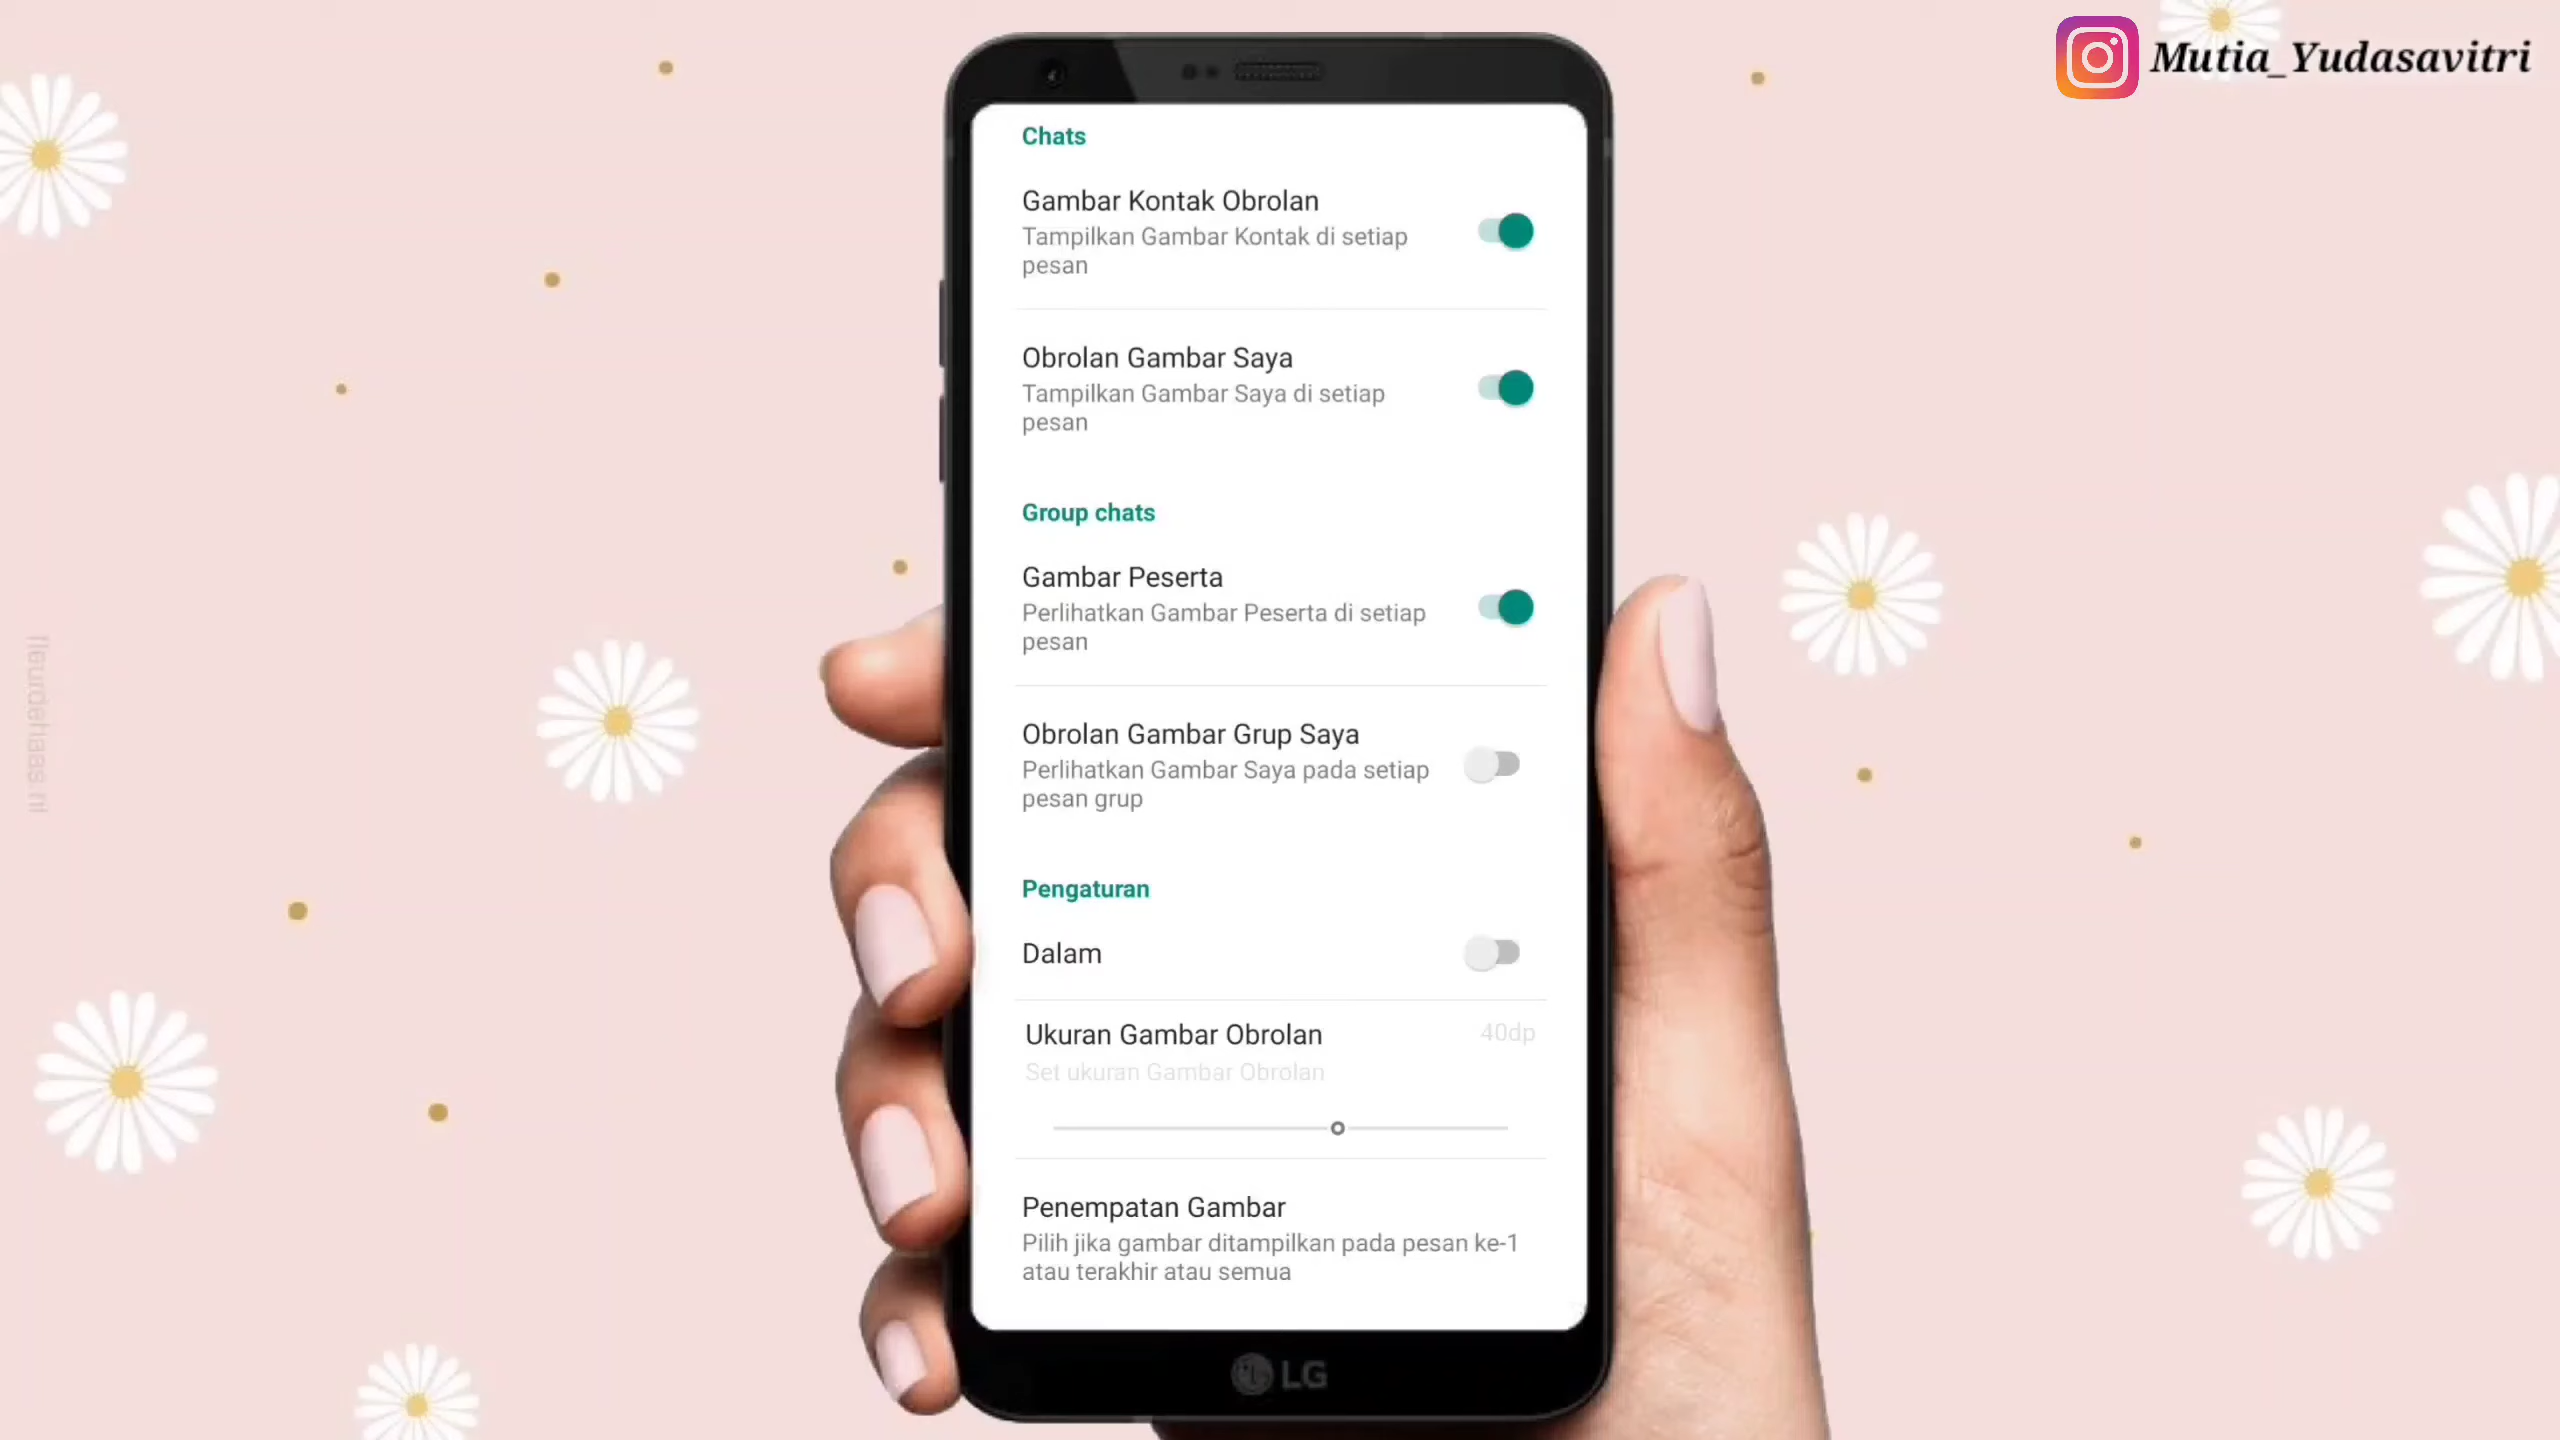 Mutia_Yudasavitri
Chats
Gambar Kontak Obrolan
Tampilkan Gambar Kontak di setiap
pesan
Obrolan Gambar Saya
Tampilkan Gambar Saya di setiap
pesan
Group chats
Gambar Peserta
Perlihatkan Gambar Peserta di setiap
pesan
Obrolan Gambar Grup Saya
Perlihatkan Gambar Saya pada setiap
pesan grup
Pengaturan
Dalam
Ukuran Gambar Obrolan
40dp
Set ukuran Gambar Obrolan
Penempatan Gambar
Pilih jika gambar ditampilkan pada pesan ke-1
atau terakhir atau semua
LG